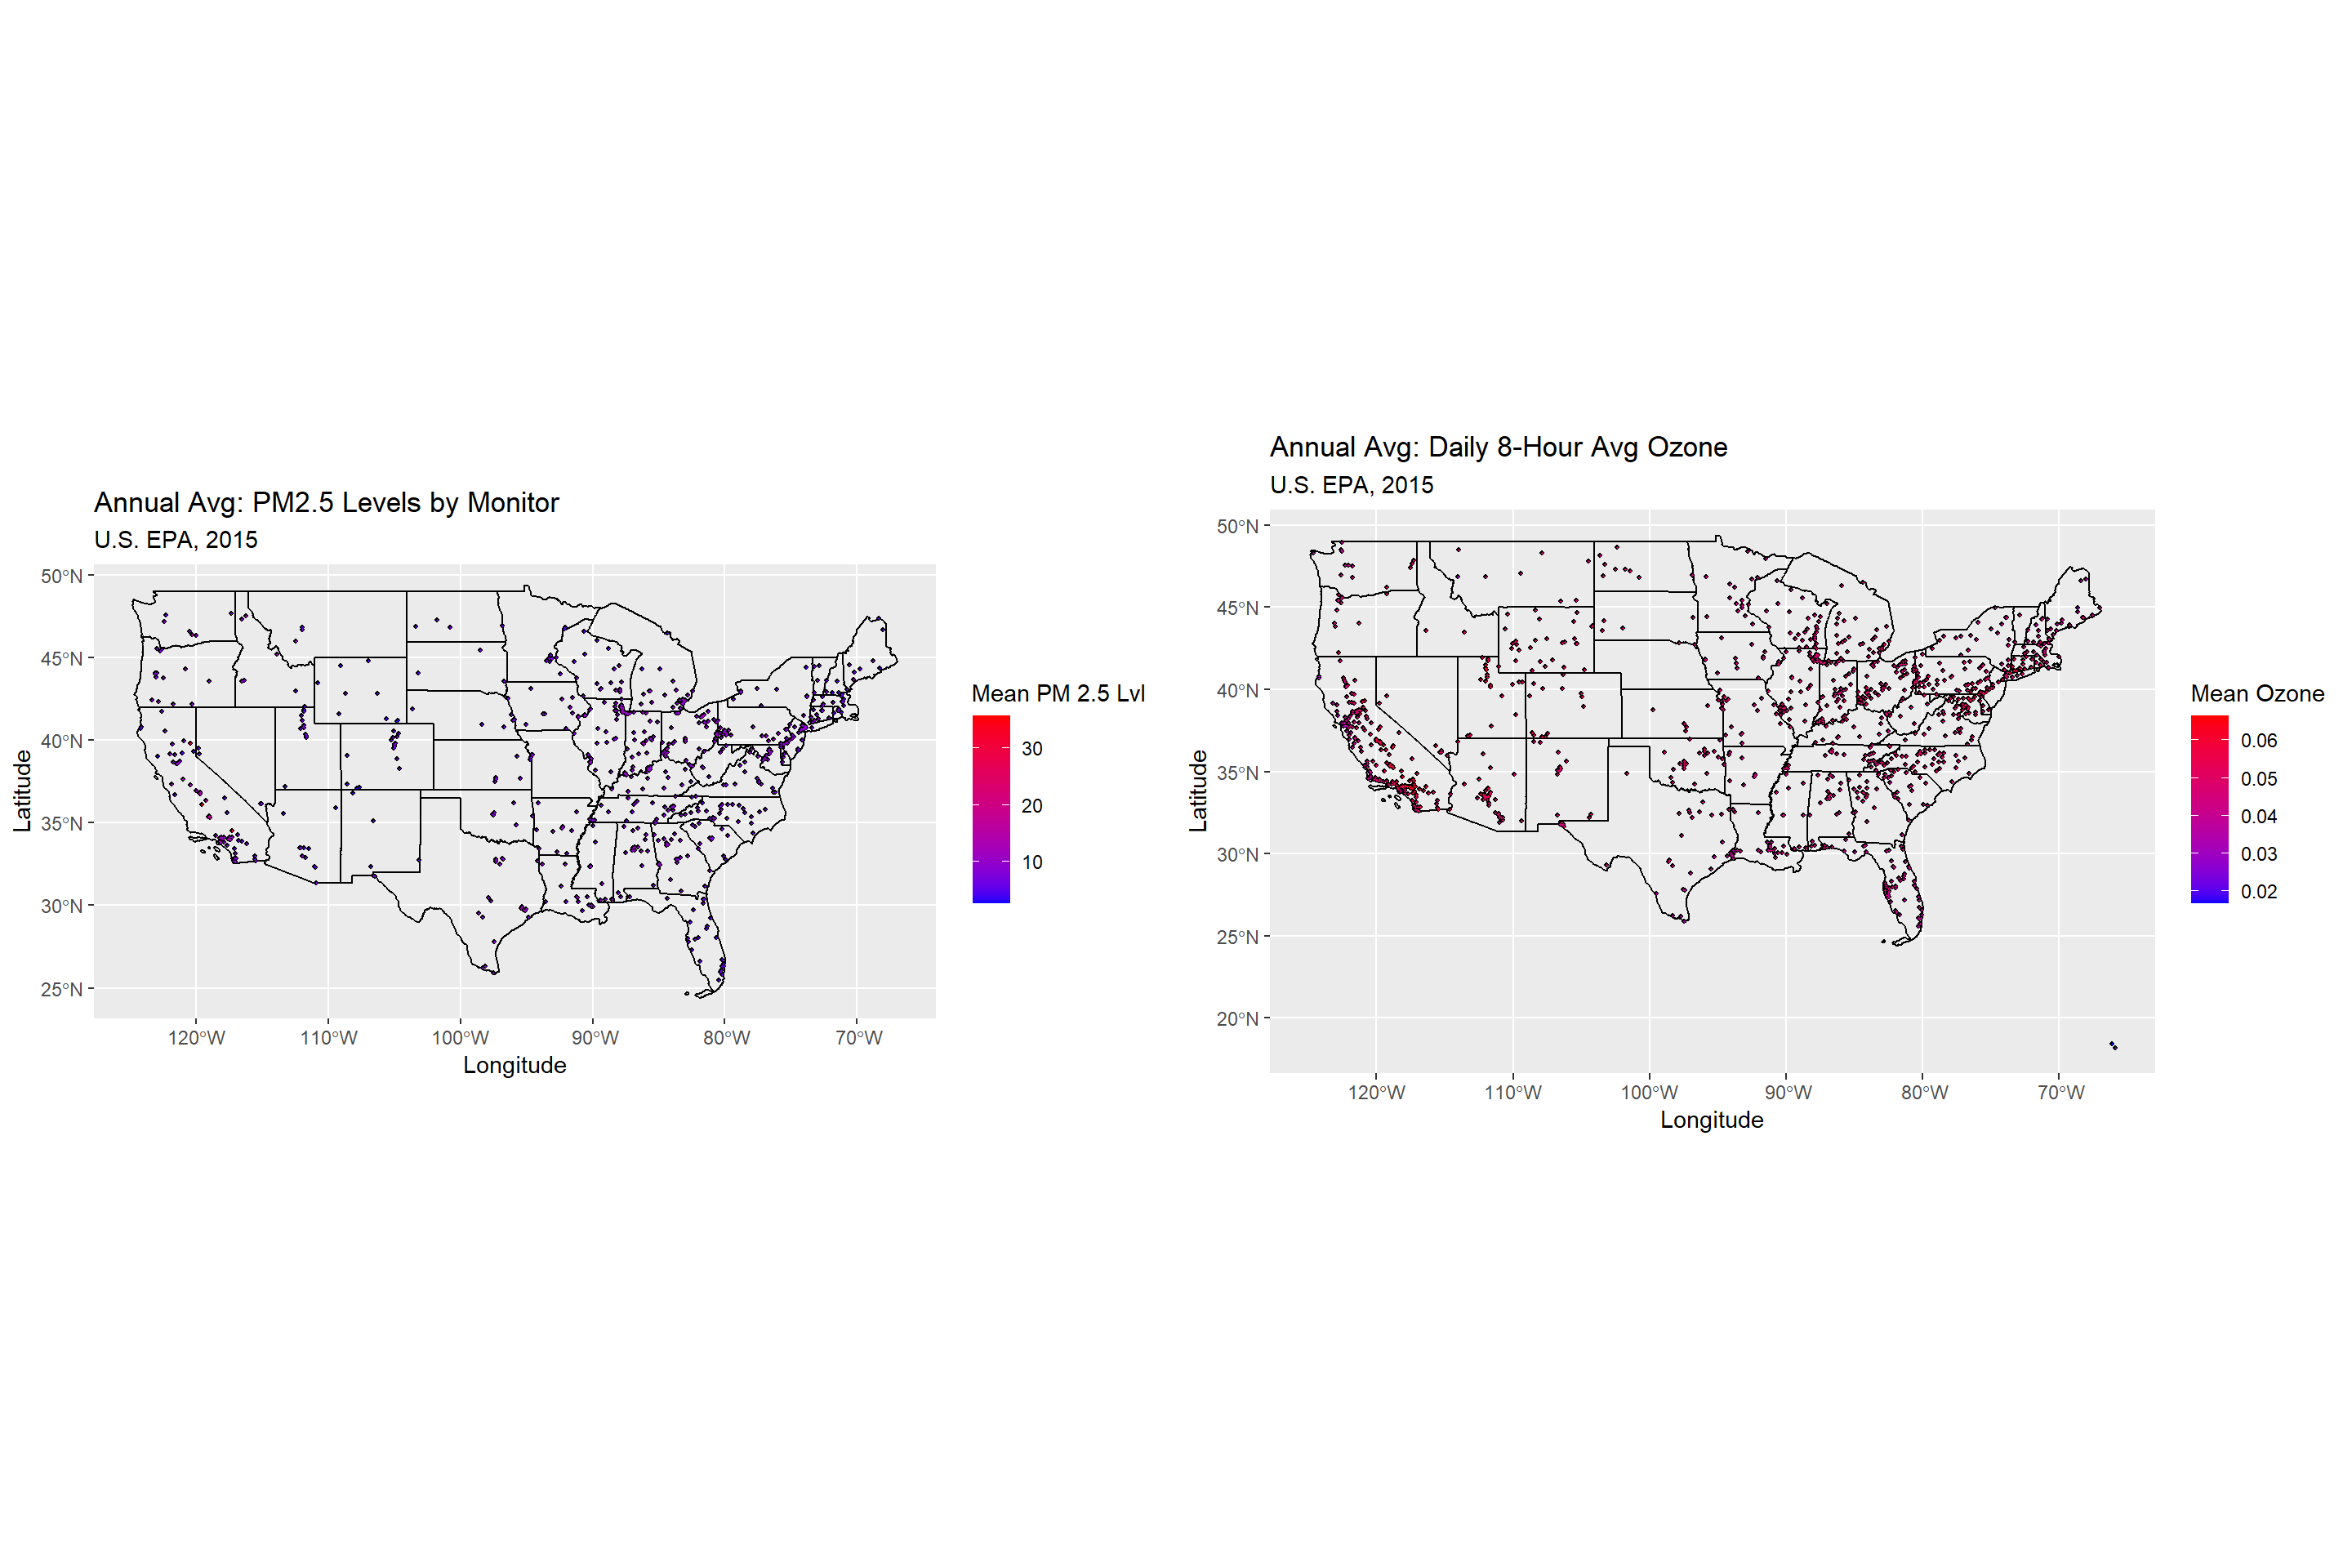 Annual Avg: PM2.5 Levels by Monitor
U.S. EPA, 2015
50°N
45°N
40°N
35°N
30°N
25°N
Latitude
120°W 110°W 100°W 90°W 80°W 70°W
Longitude
Mean PM 2.5 Lvl
30
20
10
Annual Avg: Daily 8-Hour Avg Ozone
U.S. EPA, 2015
50°N
45°N
40°N
35°N
30°N
25°N
20°N
Latitude
120°W 110°W 100°W 90°W 80°W 70°W
Longitude
Mean Ozone
0.06
0.05
0.04
0.03
0.02